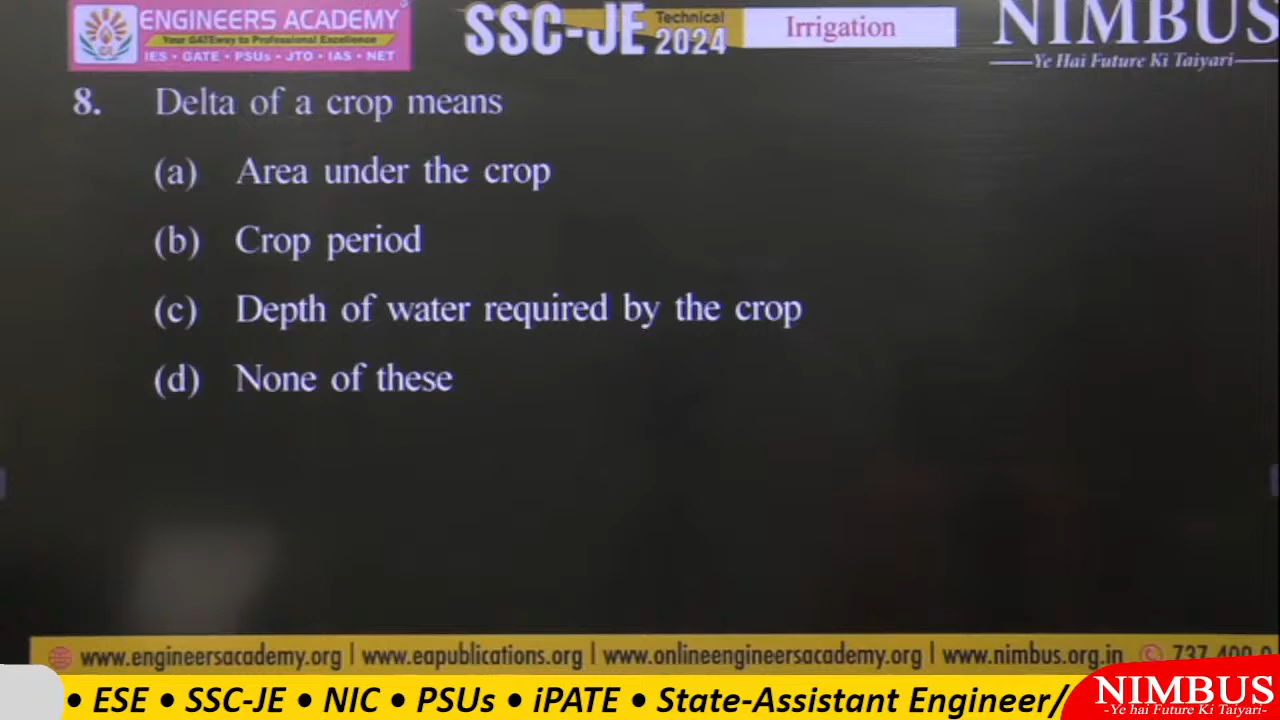 ENGINEERS ACADEMY
Your GATEway to Professional Excellence
IES • GATE • PSUs • JTO • IAS • NET
SSC-JE Technical 2024
Irrigation
NIMBUS
Ye Hai Future Ki Taiyari
8. Delta of a crop means
(a) Area under the crop
(b) Crop period
(c) Depth of water required by the crop
(d) None of these
www.engineersacademy.org | www.eapublications.org | www.onlineengineersacademy.org | www.nimbus.org.in
• ESE • SSC-JE • NIC • PSUs • iPATE • State-Assistant Engineer/
NIMBUS
-Ye hai Future Ki Taiyari-